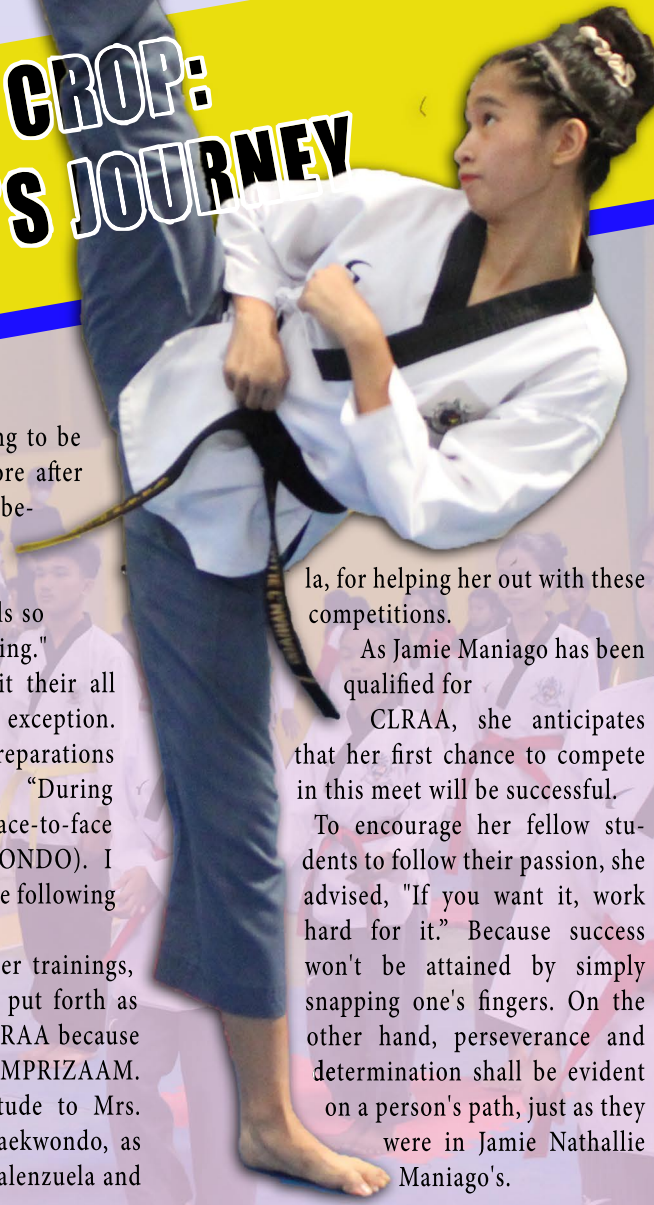 CROP:
S JOURNEY
ng to be
ore after
be-
ls so
ing."
it their all
exception.
reparations
“During
ace-to-face
ONDO). I
e following
er trainings,
put forth as
RAA because
MPRIZAAM.
tude to Mrs.
aekwondo, as
alenzuela and
la, for helping her out with these
competitions.
As Jamie Maniago has been
qualified for
CLRAA, she anticipates
that her first chance to compete
in this meet will be successful.
To encourage her fellow stu-
dents to follow their passion, she
advised, "If you want it, work
hard for it.” Because success
won't be attained by simply
snapping one's fingers. On the
other hand, perseverance and
determination shall be evident
on a person's path, just as they
were in Jamie Nathallie
Maniago's.